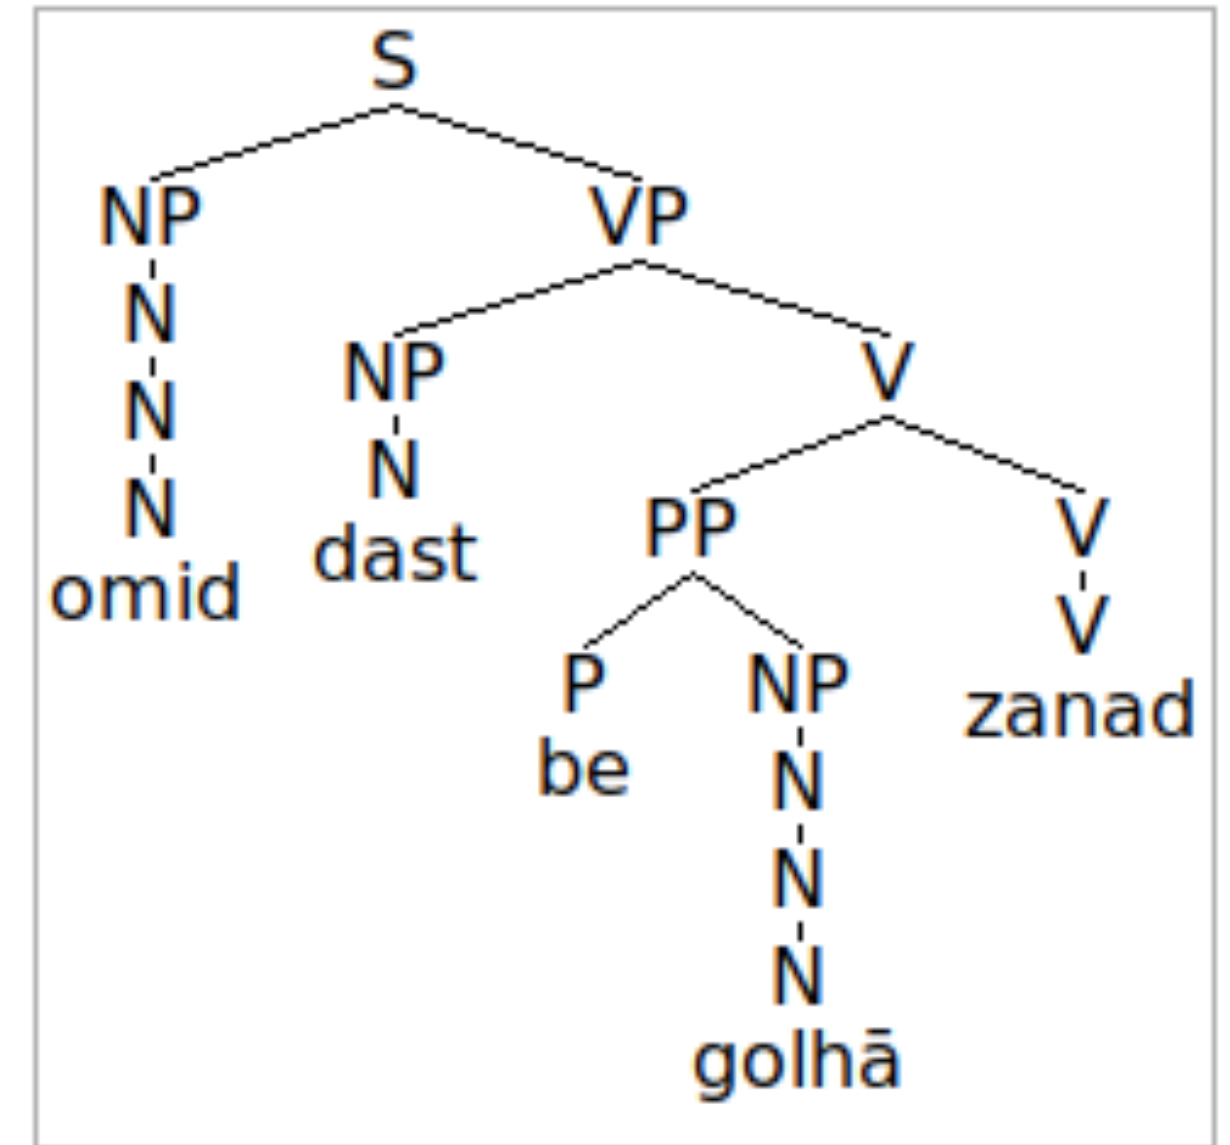 S
NP VP
N NP V
N N PP V
N dast P NP V
omid be N zanad
N
N
golhā